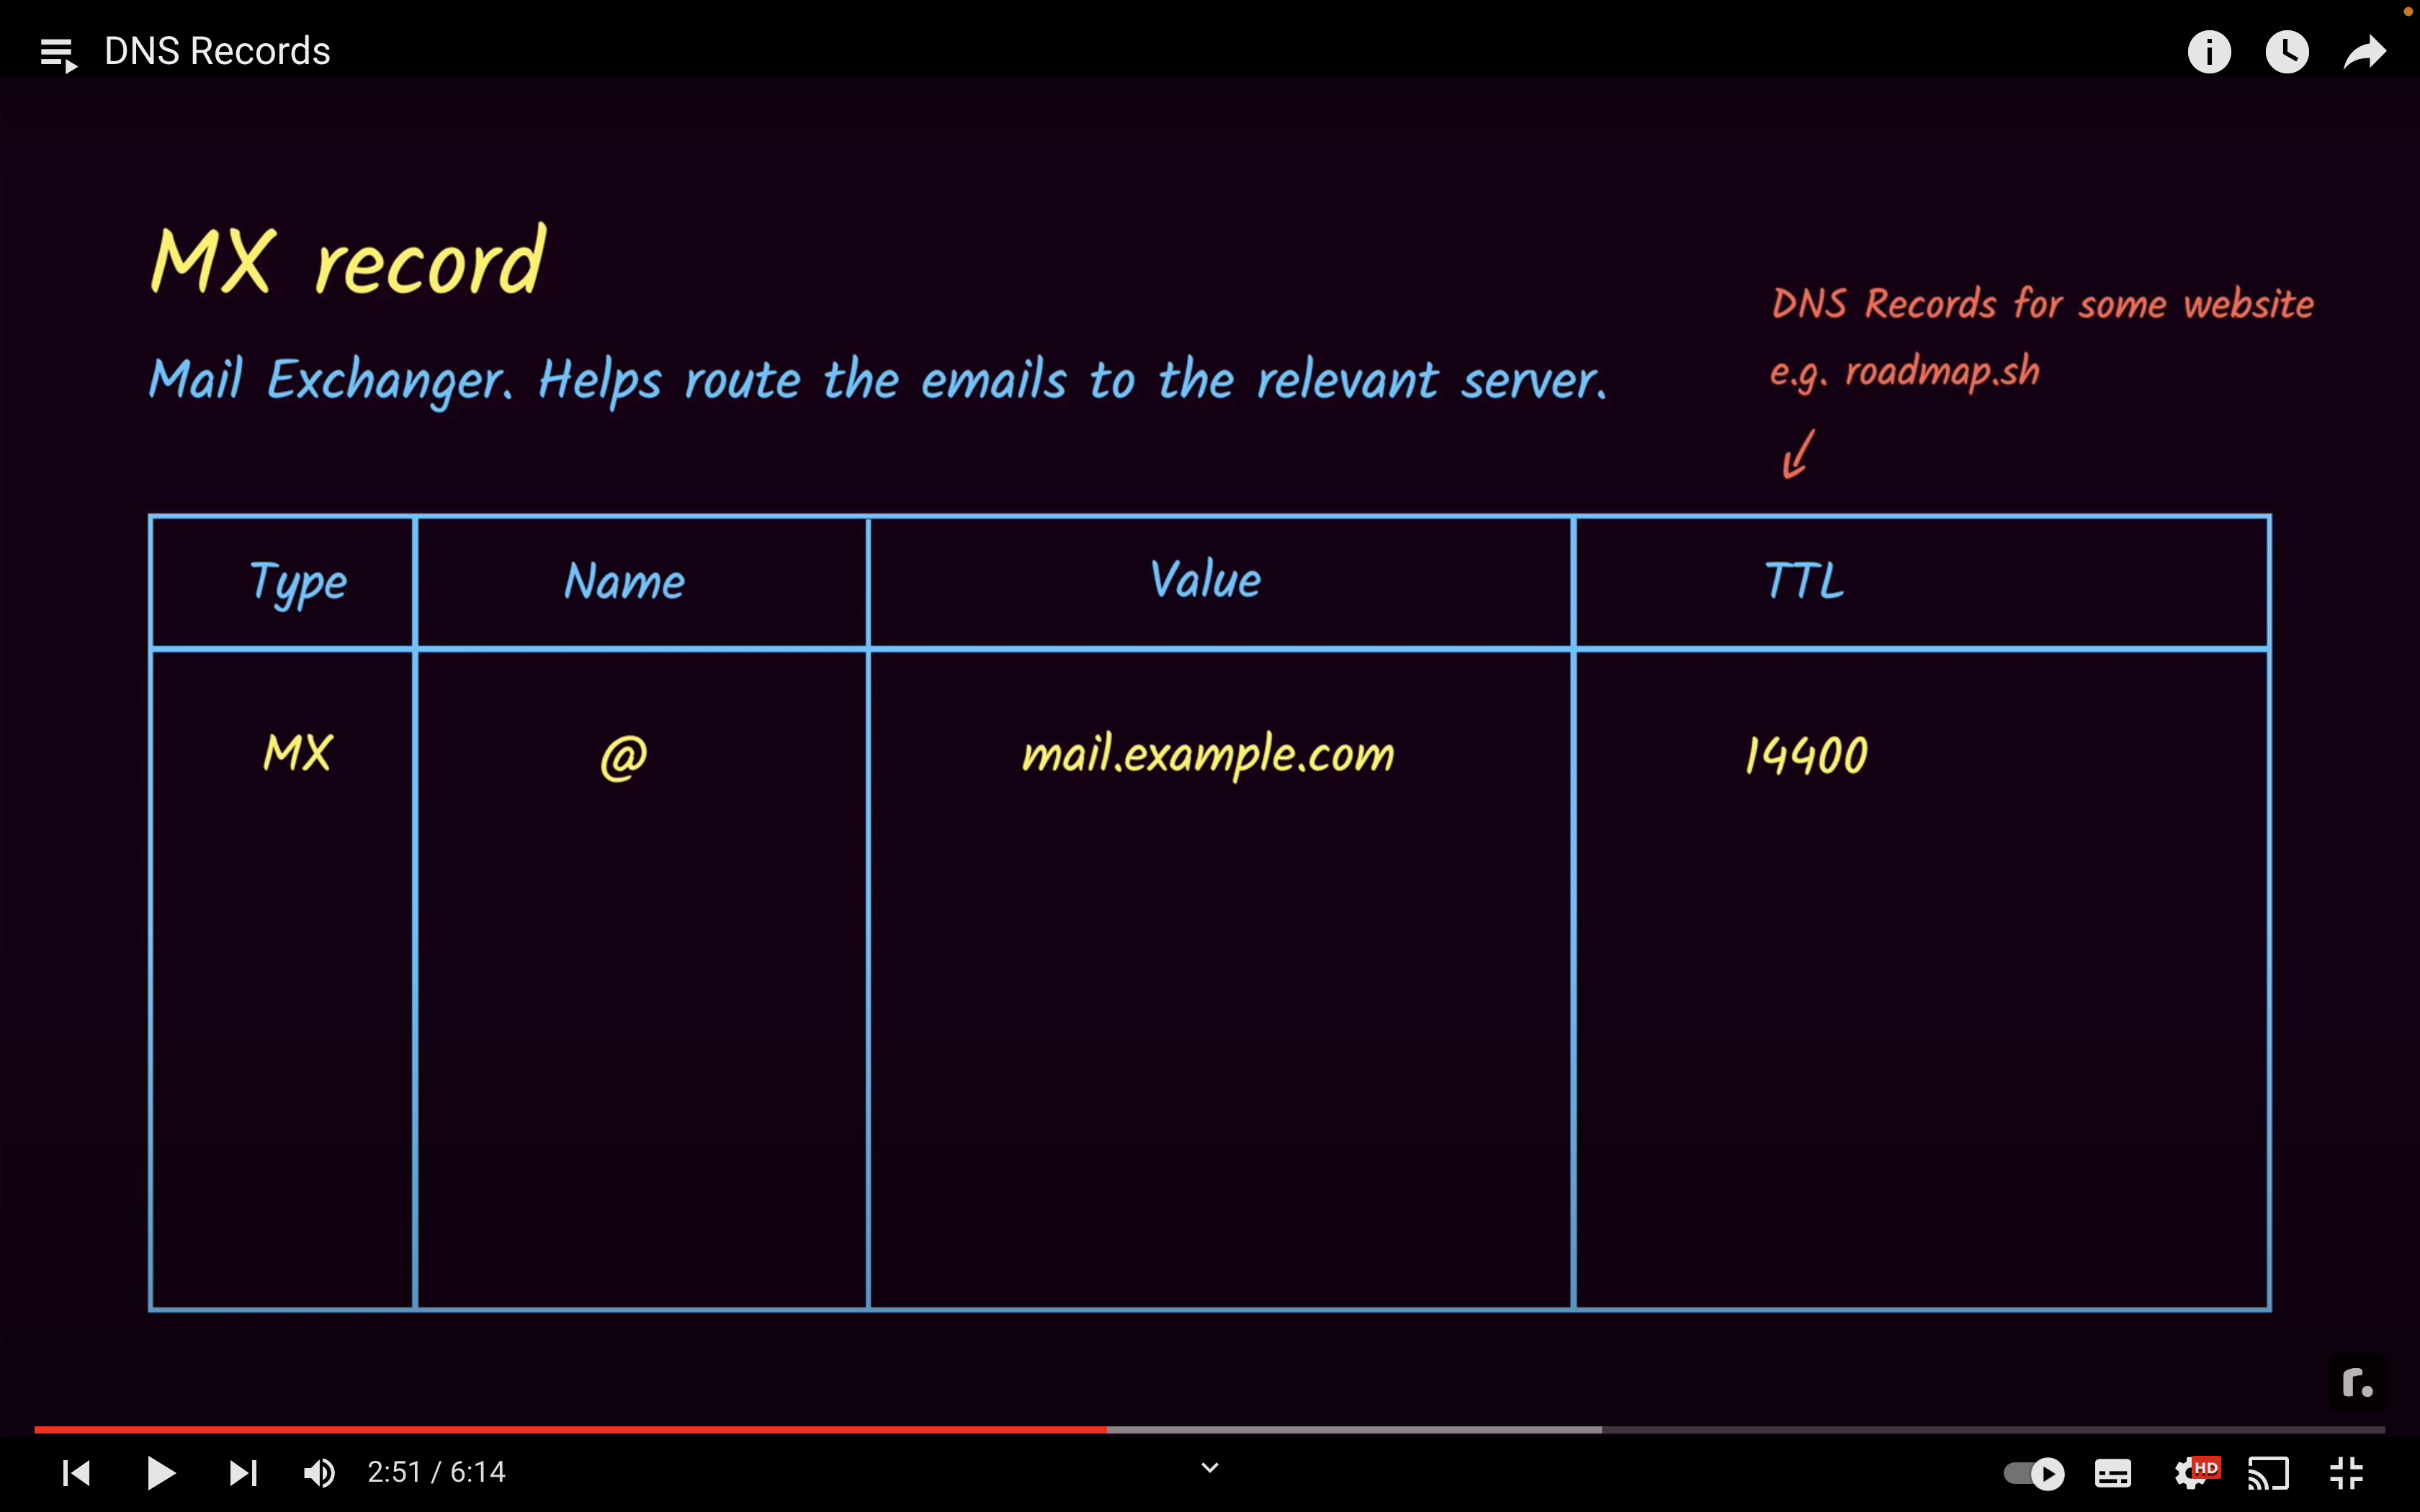 DNS Records
MX record
DNS Records for some website
e.g. roadmap.sh
Mail Exchanger. Helps route the emails to the relevant server.
Type Name Value TTL
MX @ mail.example.com 14400
r.
2:51 / 6:14
HD